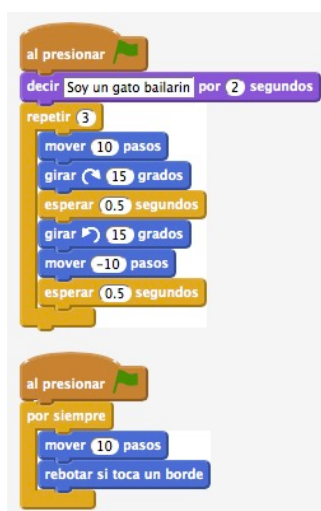 al presionar
decir Soy un gato bailarin por 2 segundos
repetir 3
mover 10 pasos
girar 15 grados
esperar 0.5 segundos
girar 15 grados
mover -10 pasos
esperar 0.5 segundos
al presionar
por siempre
mover 10 pasos
rebotar si toca un borde